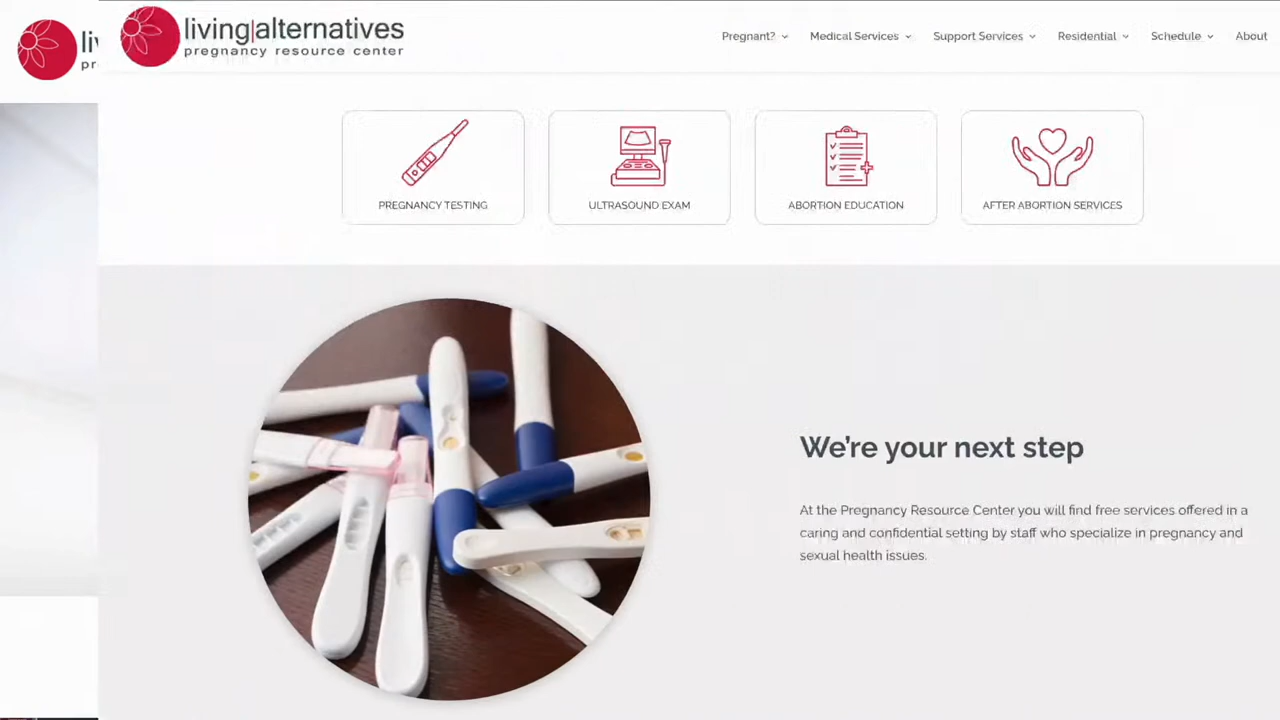 li
pr
living|alternatives
pregnancy resource center
Pregnant?
Medical Services
Support Services
Residential
Schedule
About
PREGNANCY TESTING
ULTRASOUND EXAM
ABORTION EDUCATION
AFTER ABORTION SERVICES
We're your next step
At the Pregnancy Resource Center you will find free services offered in a
caring and confidential setting by staff who specialize in pregnancy and
sexual health issues.